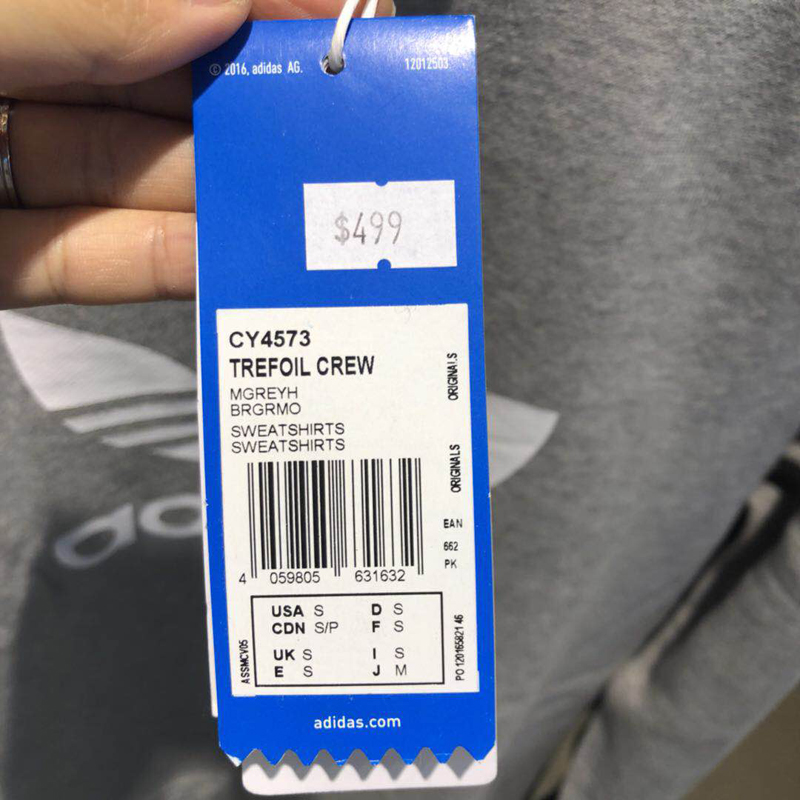 © 2016, adidas AG.
12012503
$499
CY4573
TREFOIL CREW
MGREYH
BRGRMO
SWEATSHIRTS
SWEATSHIRTS
ORIGINALS
ORIGINALS
EAN
662
PK
4 059805 631632
USA S D S
CDN S/P F S
UK S I S
E S J M
ASSMCV05
PO 120165821 46
adidas.com
ad